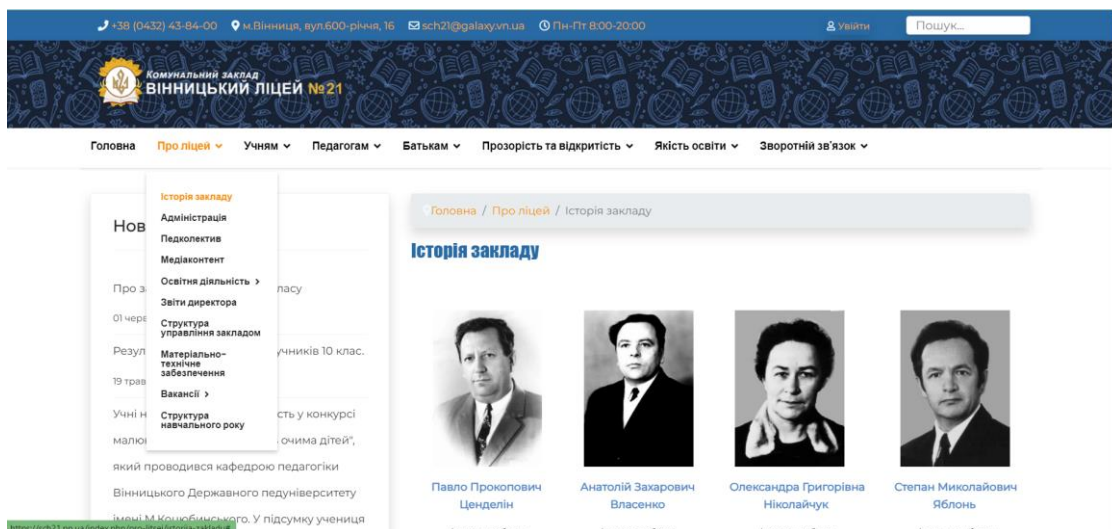 +38 (0432) 43-84-00 м.Вінниця, вул.600-річчя, 16 sch21@galaxy.vn.ua Пн-Пт 8:00-20:00 Увійти Пошук...
Комунальний заклад
ВІННИЦЬКИЙ ЛІЦЕЙ №21
Головна Про ліцей Учням Педагогам Батькам Прозорість та відкритість Якість освіти Зворотній зв'язок
Історія закладу
Адміністрація
Педколектив
Медіаконтент
Освітня діяльність >
Звіти директора
Структура
управління закладом
Матеріально-
технічне
забезпечення
Вакансії >
Структура
навчального року
Нов
Про з ласу
01 черв
Резул учнів 10 клас.
19 трав
Учні н сть у конкурсі
малю очима дітей",
який проводився кафедрою педагогіки
Вінницького Державного педуніверситету
імені М.Коцюбинського. У підсумку учениця
Головна / Про ліцей / Історія закладу
Історія закладу
Павло Прокопович
Ценделін
Анатолій Захарович
Власенко
Олександра Григорівна
Ніколайчук
Степан Миколайович
Яблонь